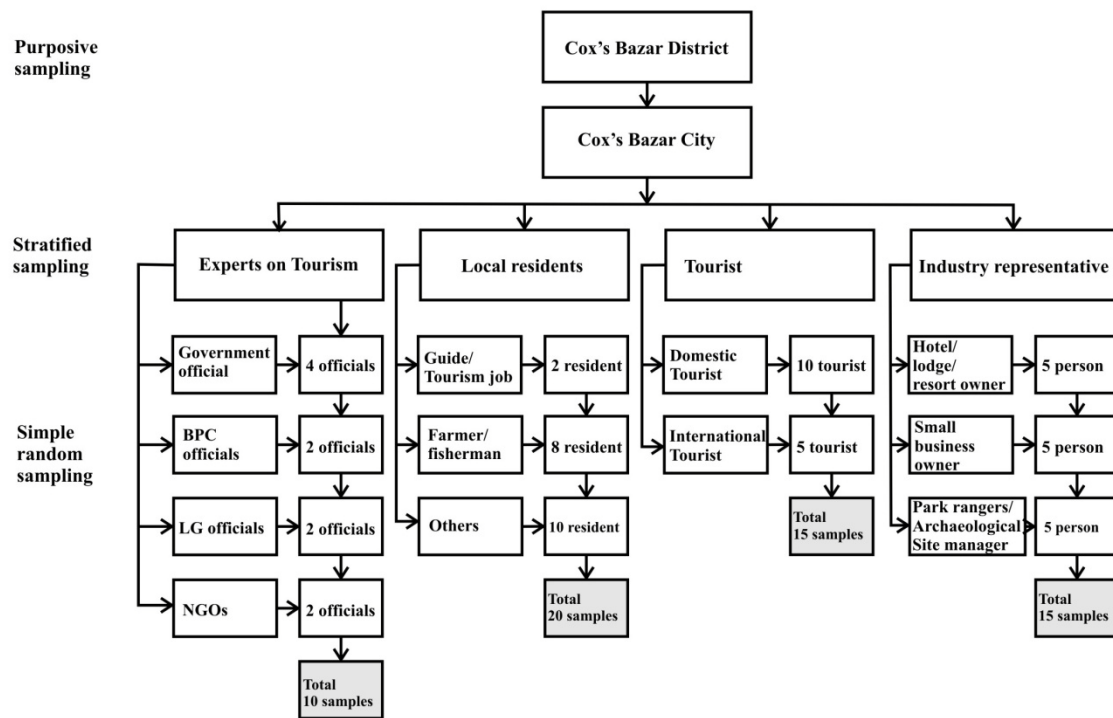 Purposive
sampling
Cox's Bazar District
Cox's Bazar City
Stratified
sampling
Experts on Tourism
Local residents
Tourist
Industry representative
Simple
random sampling
Government
official
4 officials
BPC
officials
2 officials
LG officials
2 officials
NGOs
2 officials
Total
10 samples
Guide/
Tourism job
2 resident
Farmer/
fisherman
8 resident
Others
10 resident
Total
20 samples
Domestic
Tourist
10 tourist
International
Tourist
5 tourist
Total
15 samples
Hotel/
lodge/
resort owner
5 person
Small
business
owner
5 person
Park rangers/
Archaeological
Site manager
5 person
Total
15 samples